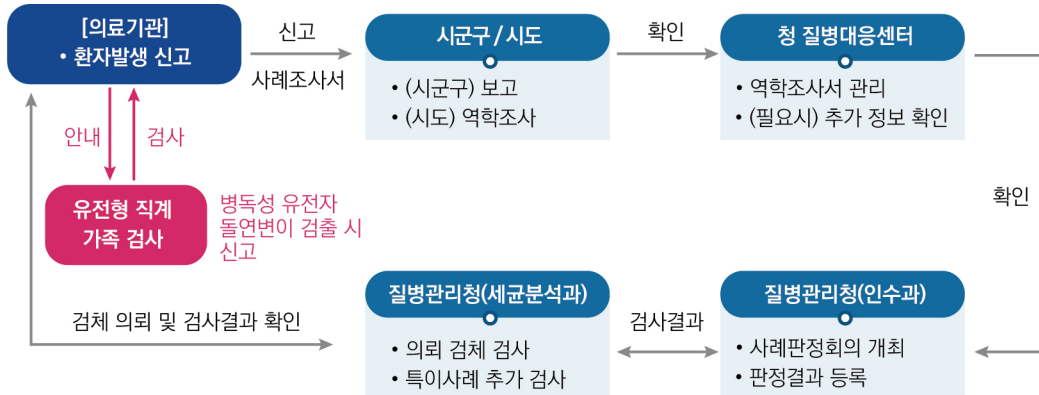 [의료기관]
• 환자발생 신고
신고
사례조사서
시군구 / 시도
• (시군구) 보고
• (시도) 역학조사
확인
청 질병대응센터
• 역학조사서 관리
• (필요시) 추가 정보 확인
안내
검사
유전형 직계
가족 검사
병독성 유전자
돌연변이 검출 시
신고
확인
검체 의뢰 및 검사결과 확인
질병관리청(세균분석과)
• 의뢰 검체 검사
• 특이사례 추가 검사
검사결과
질병관리청(인수과)
• 사례판정회의 개최
• 판정결과 등록